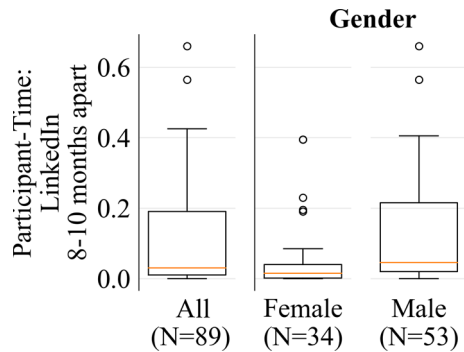 Gender
Participant-Time:
LinkedIn
8-10 months apart
0.6
0.4
0.2
0.0
All
(N=89)
Female
(N=34)
Male
(N=53)